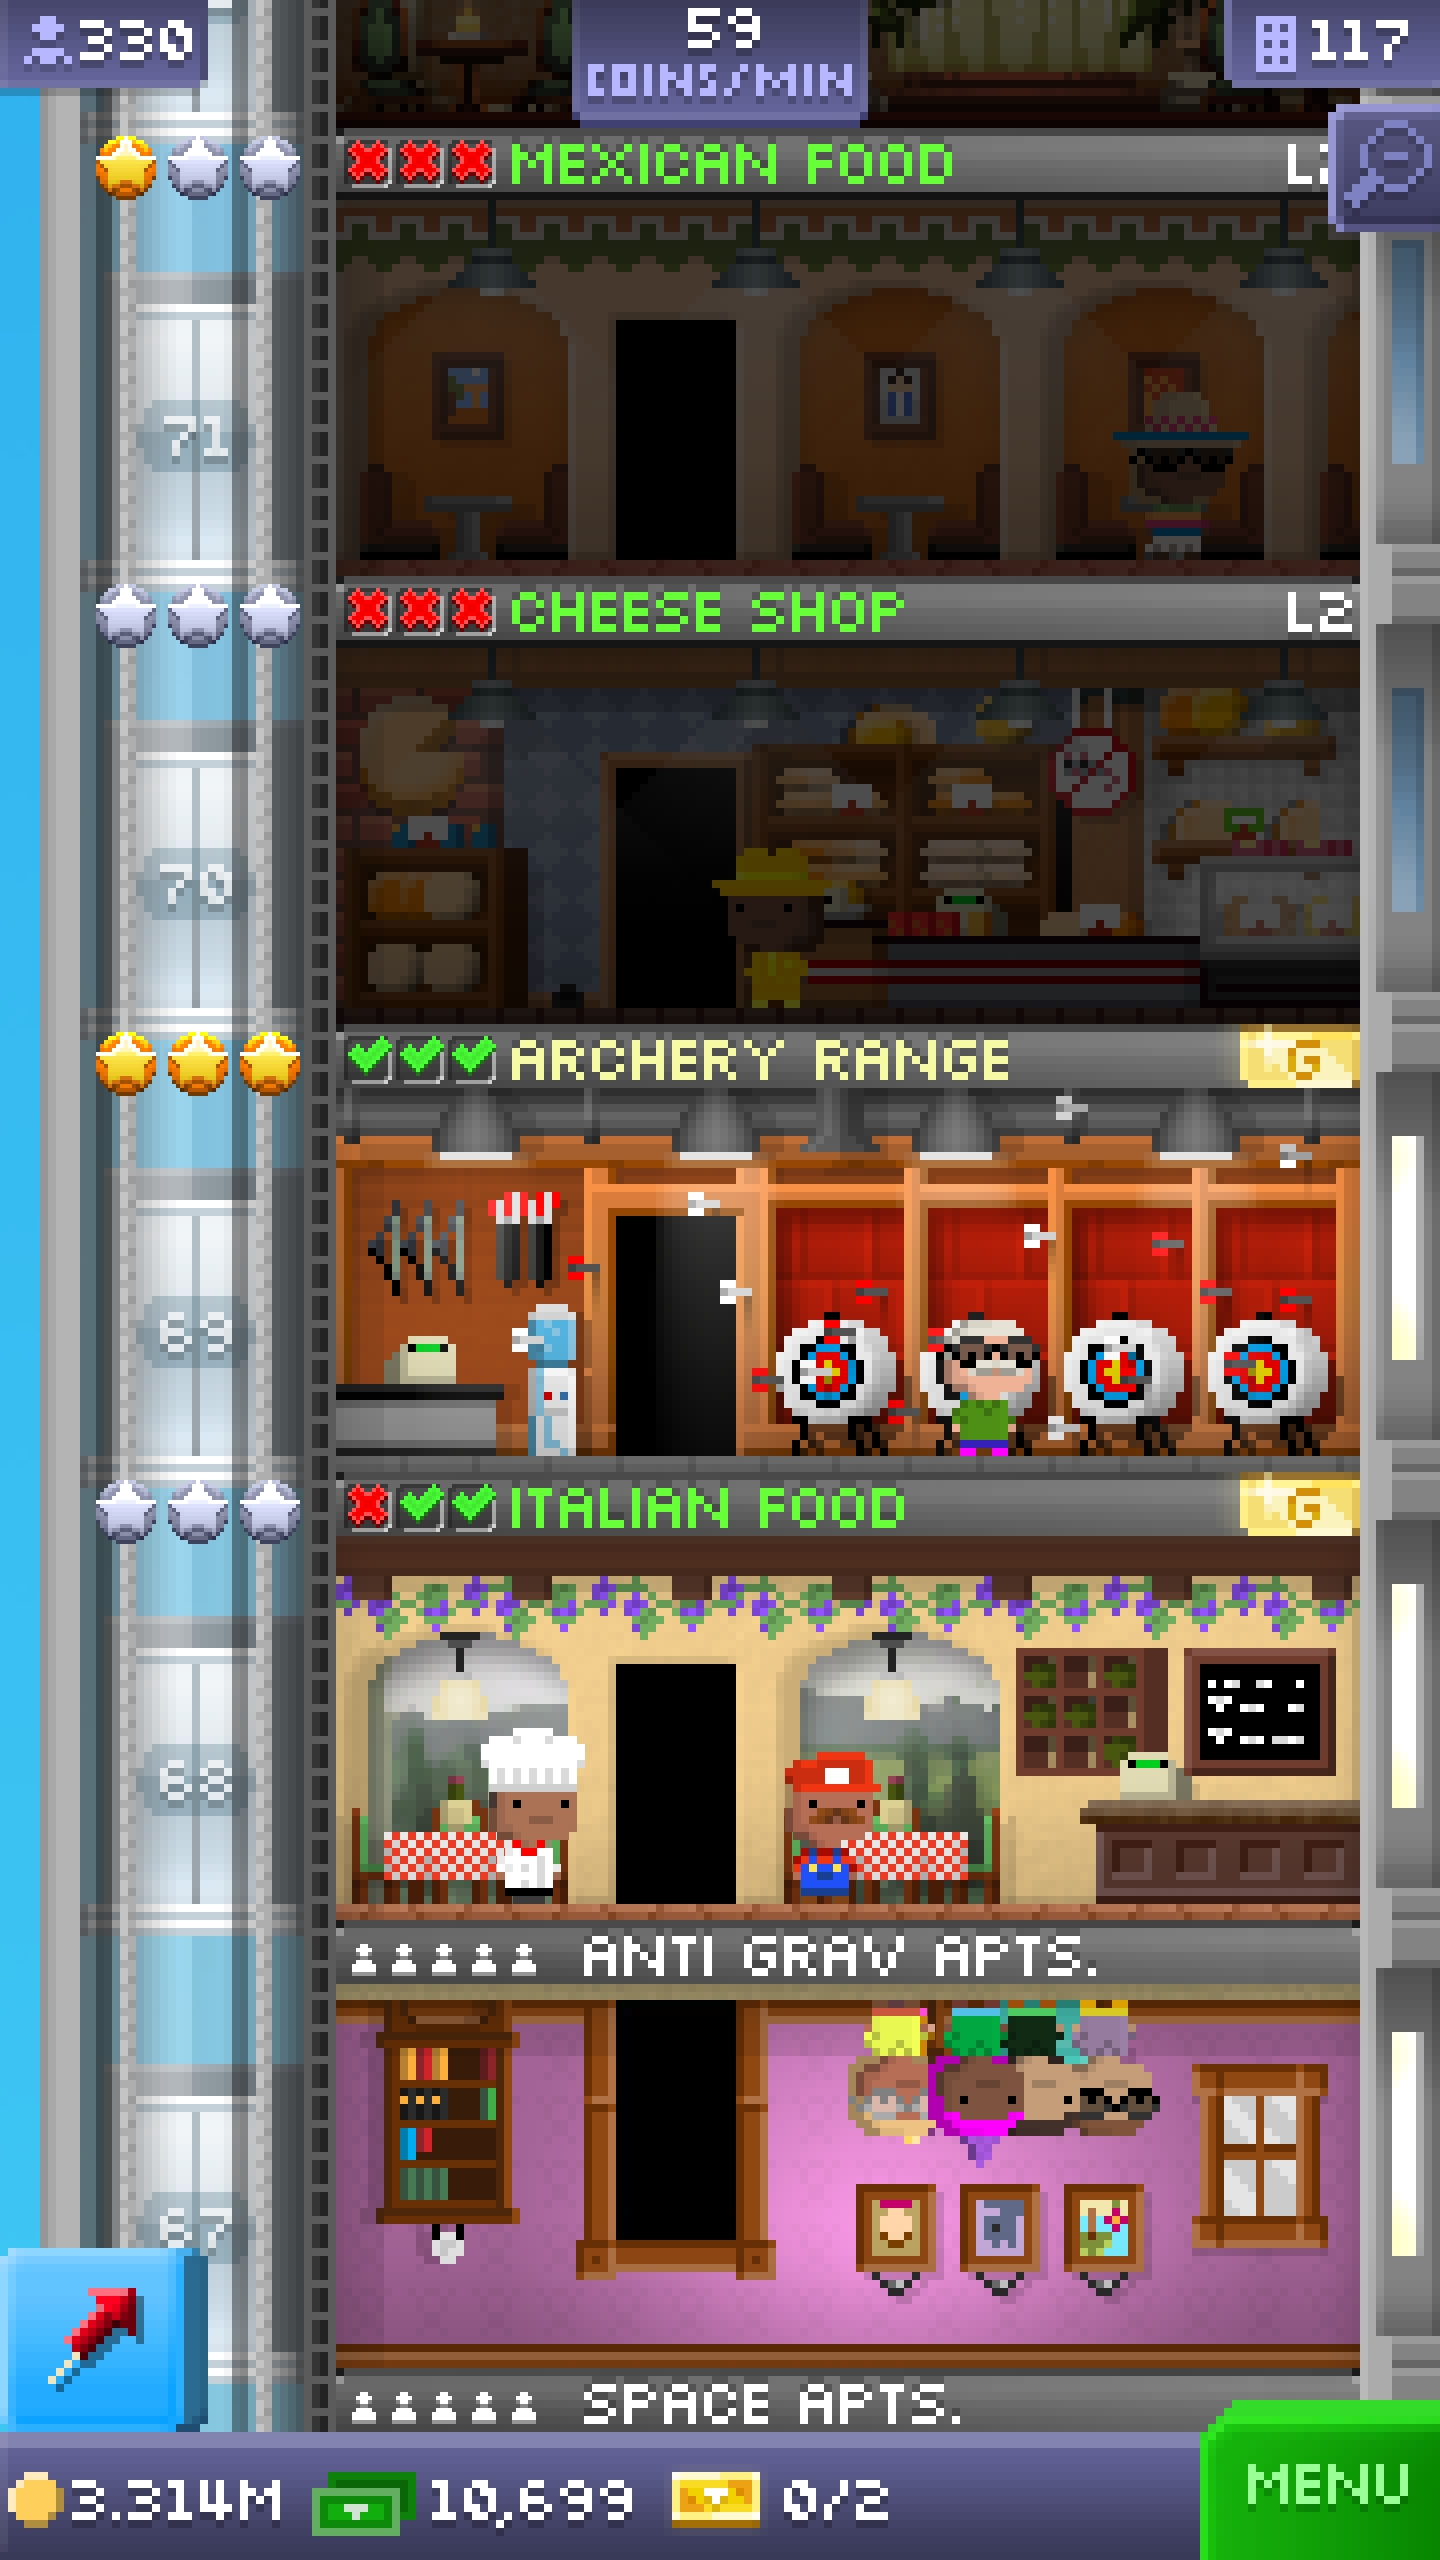 330
59
COINS/MIN
117
MEXICAN FOOD
71
CHEESE SHOP L2
70
ARCHERY RANGE G
69
ITALIAN FOOD G
68
ANTI GRAV APTS.
67
SPACE APTS.
3.314M 10,699 0/2
MENU